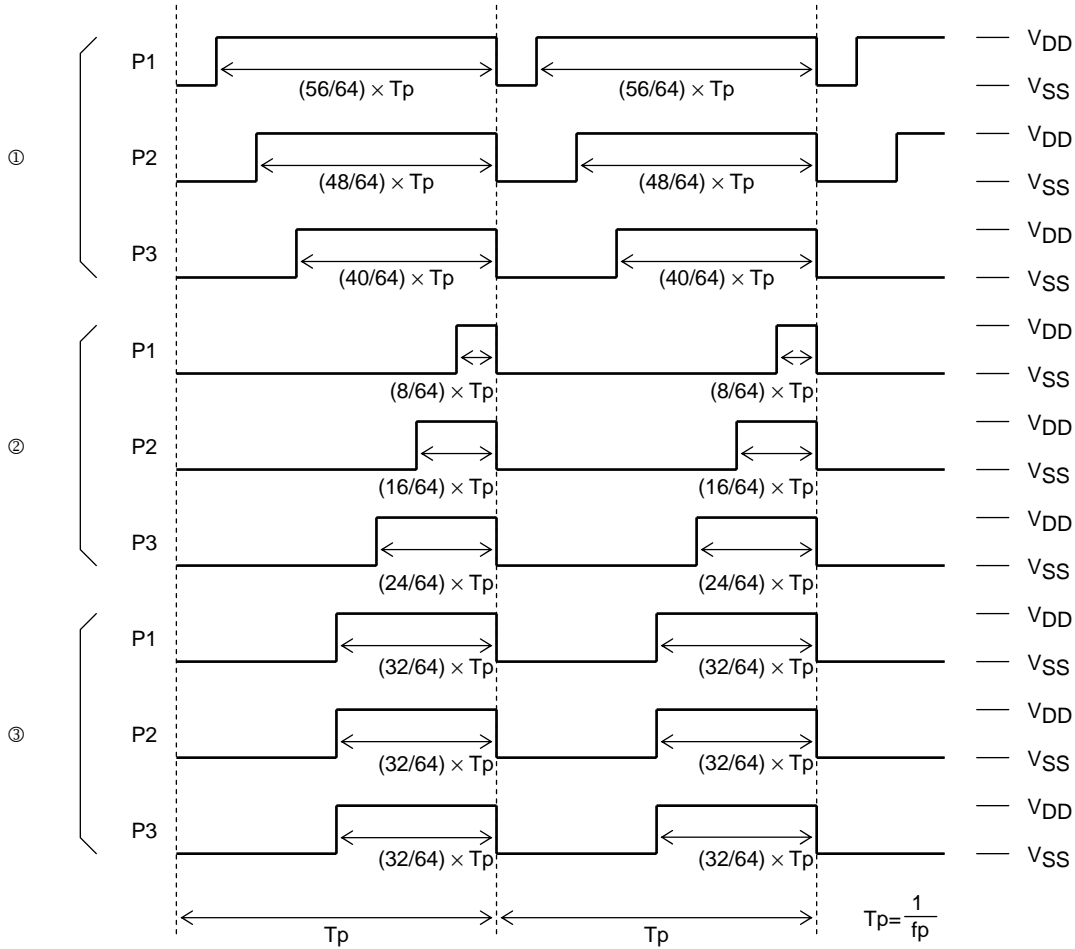 P1 VDD
(56/64) × Tp (56/64) × Tp VSS
① P2 VDD
(48/64) × Tp (48/64) × Tp VSS
P3 VDD
(40/64) × Tp (40/64) × Tp VSS
P1 VDD
(8/64) × Tp (8/64) × Tp VSS
② P2 VDD
(16/64) × Tp (16/64) × Tp VSS
P3 VDD
(24/64) × Tp (24/64) × Tp VSS
P1 VDD
(32/64) × Tp (32/64) × Tp VSS
③ P2 VDD
(32/64) × Tp (32/64) × Tp VSS
P3 VDD
(32/64) × Tp (32/64) × Tp VSS
Tp Tp Tp=1/fp